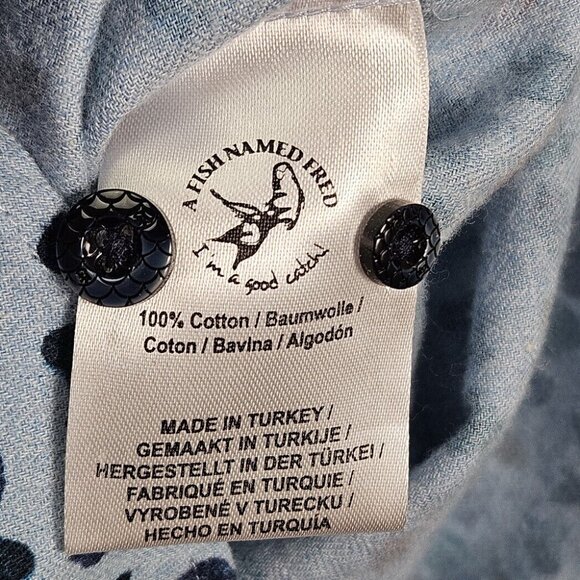 A FISH NAMED FRED
I'm a good catch!
100% Cotton / Baumwolle /
Coton / Bavlna / Algodón
MADE IN TURKEY /
GEMAAKT IN TURKIJE /
HERGESTELLT IN DER TÜRKEI /
FABRIQUÉ EN TURQUIE /
VYROBENÉ V TURECKU /
HECHO EN TURQUÍA